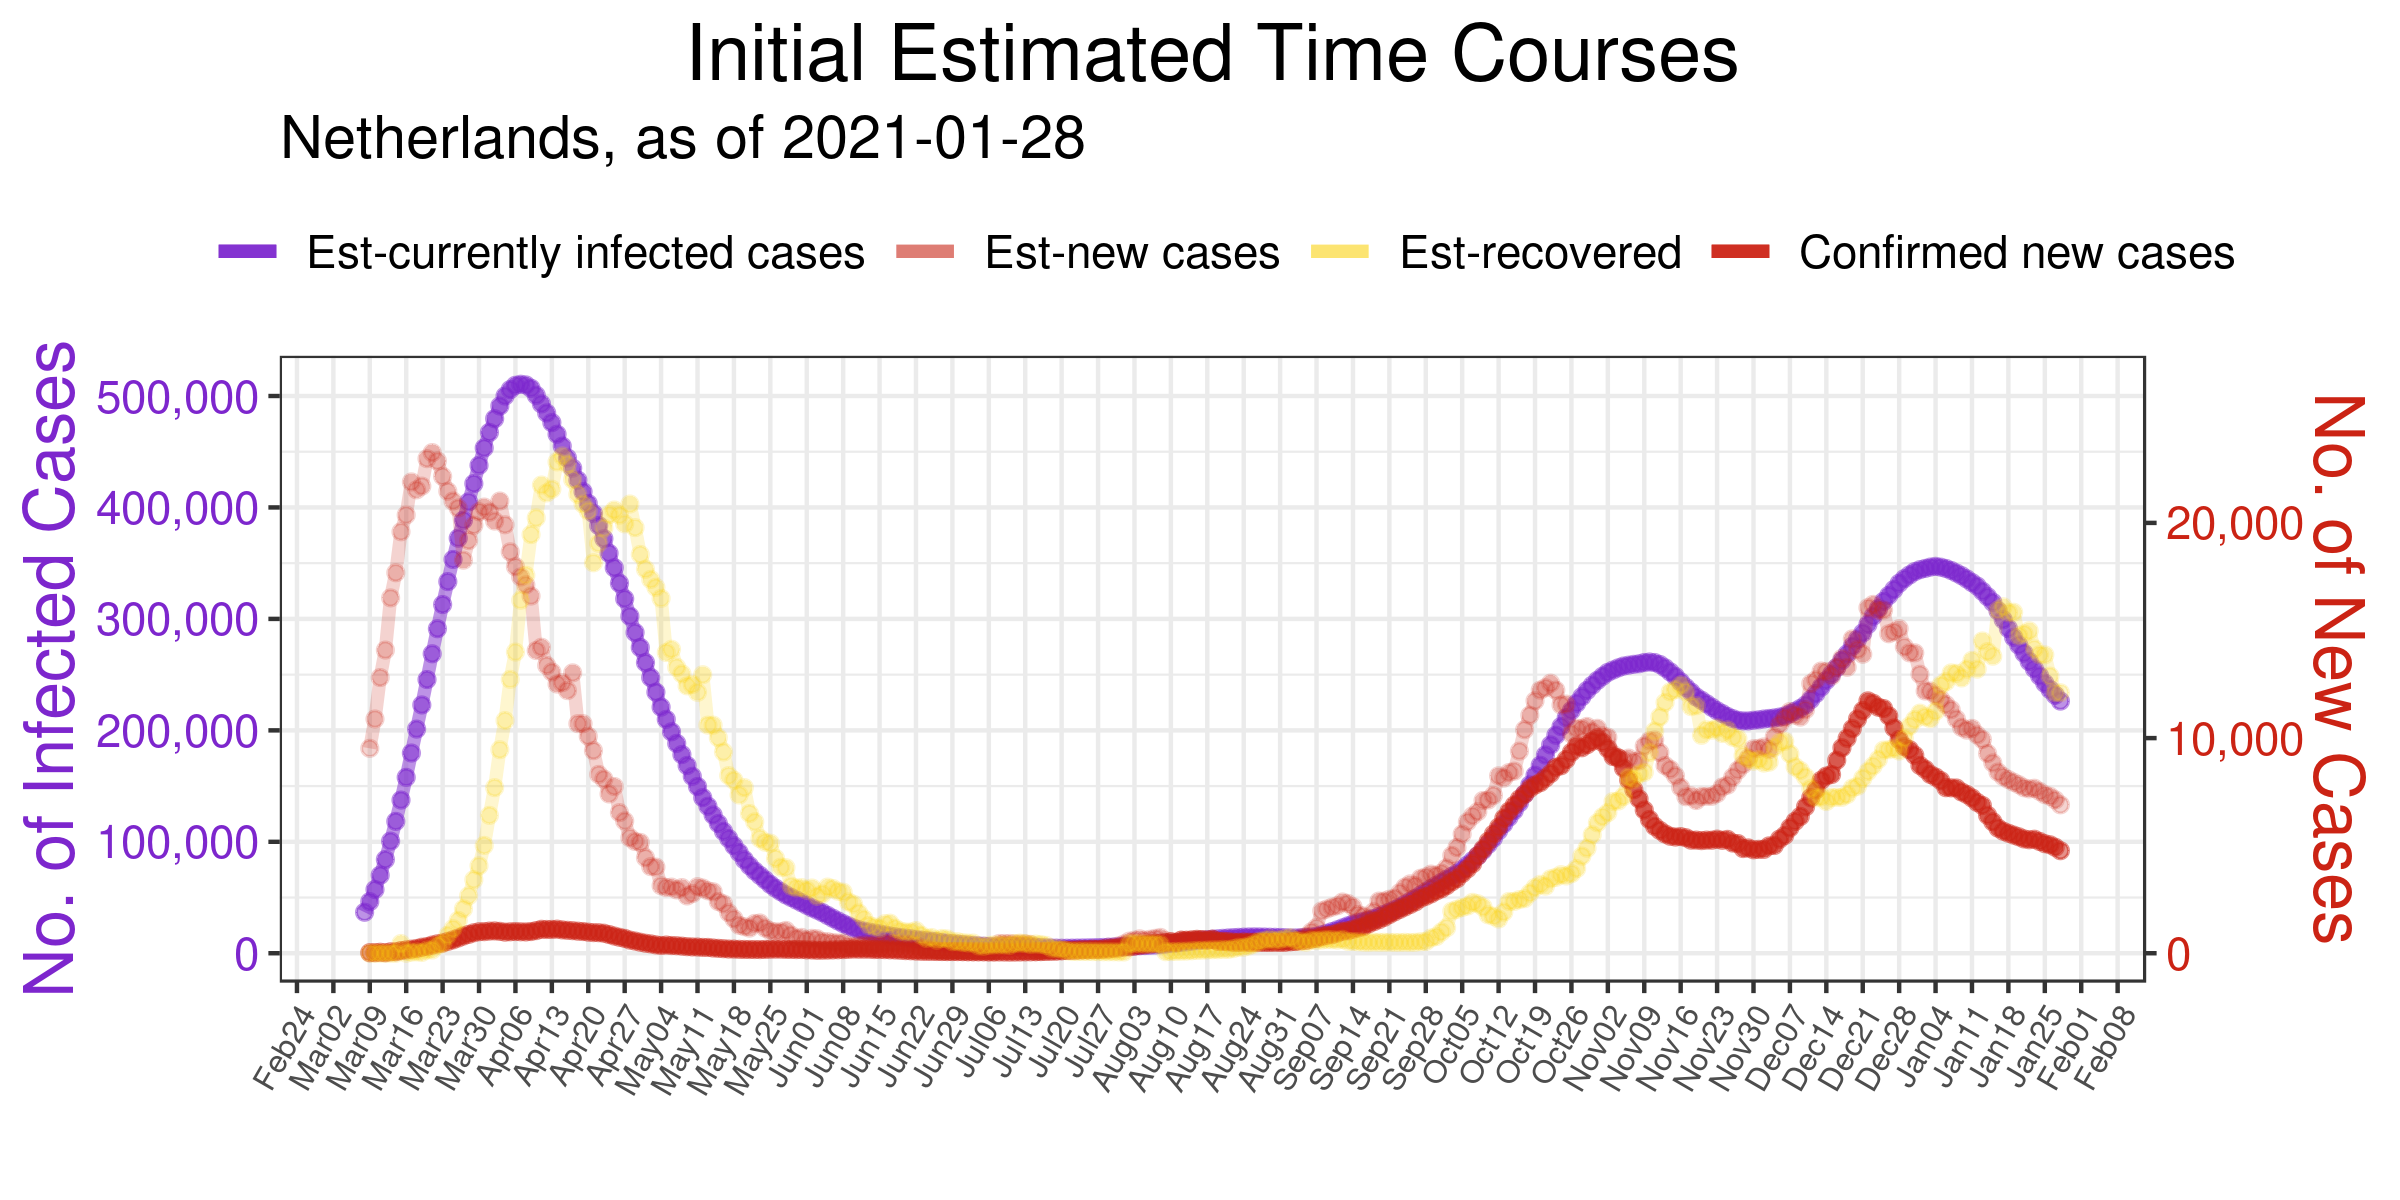 Initial Estimated Time Courses
Netherlands, as of 2021-01-28
Est-currently infected cases
Est-new cases
Est-recovered
Confirmed new cases
No. of Infected Cases
500,000
400,000
300,000
200,000
100,000
0
20,000
10,000
0
No. of New Cases
Feb24
Mar02
Mar09
Mar16
Mar23
Mar30
Apr06
Apr13
Apr20
Apr27
May04
May11
May18
May25
Jun01
Jun08
Jun15
Jun22
Jun29
Jul06
Jul13
Jul20
Jul27
Aug03
Aug10
Aug17
Aug24
Aug31
Sep07
Sep14
Sep21
Sep28
Oct05
Oct12
Oct19
Oct26
Nov02
Nov09
Nov16
Nov23
Nov30
Dec07
Dec14
Dec21
Dec28
Jan04
Jan11
Jan18
Jan25
Feb01
Feb08